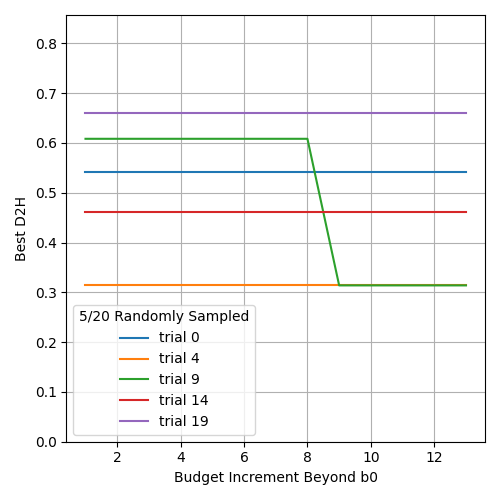 0.8
0.7
0.6
0.5
0.4
0.3
0.2
0.1
0.0
Best D2H
5/20 Randomly Sampled
trial 0
trial 4
trial 9
trial 14
trial 19
2 4 6 8 10 12
Budget Increment Beyond b0